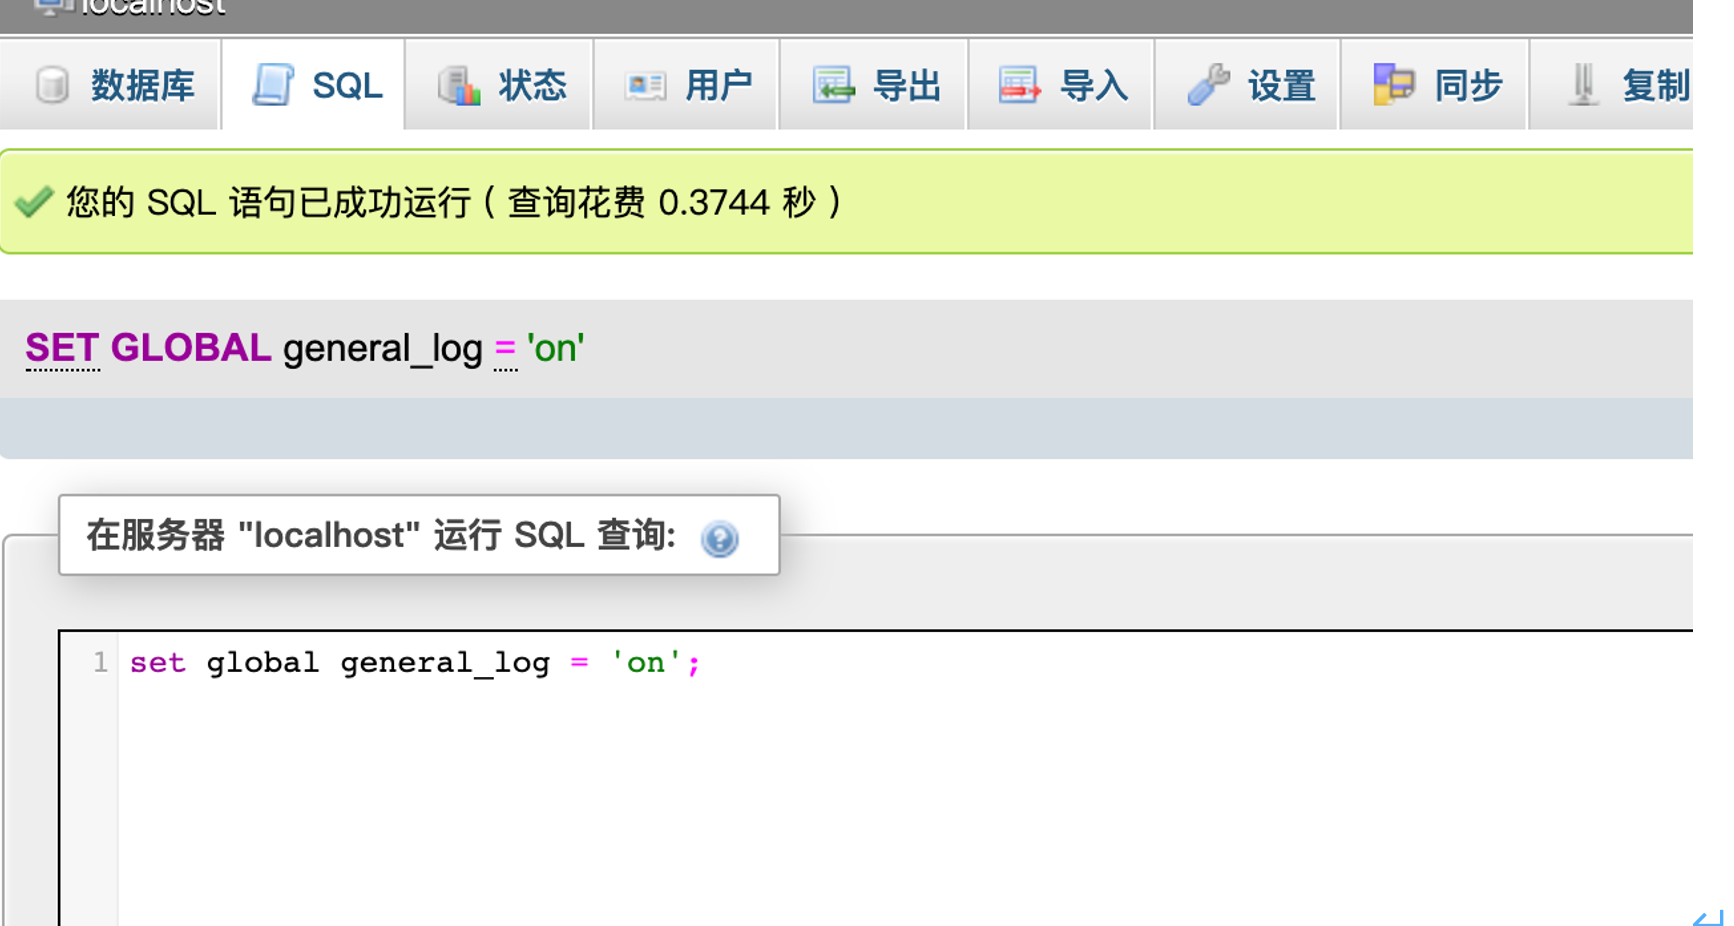 localhost
数据库 SQL 状态 用户 导出 导入 设置 同步 复制
您的 SQL 语句已成功运行 ( 查询花费 0.3744 秒 )
SET GLOBAL general_log = 'on'
在服务器 "localhost" 运行 SQL 查询:
1 set global general_log = 'on';